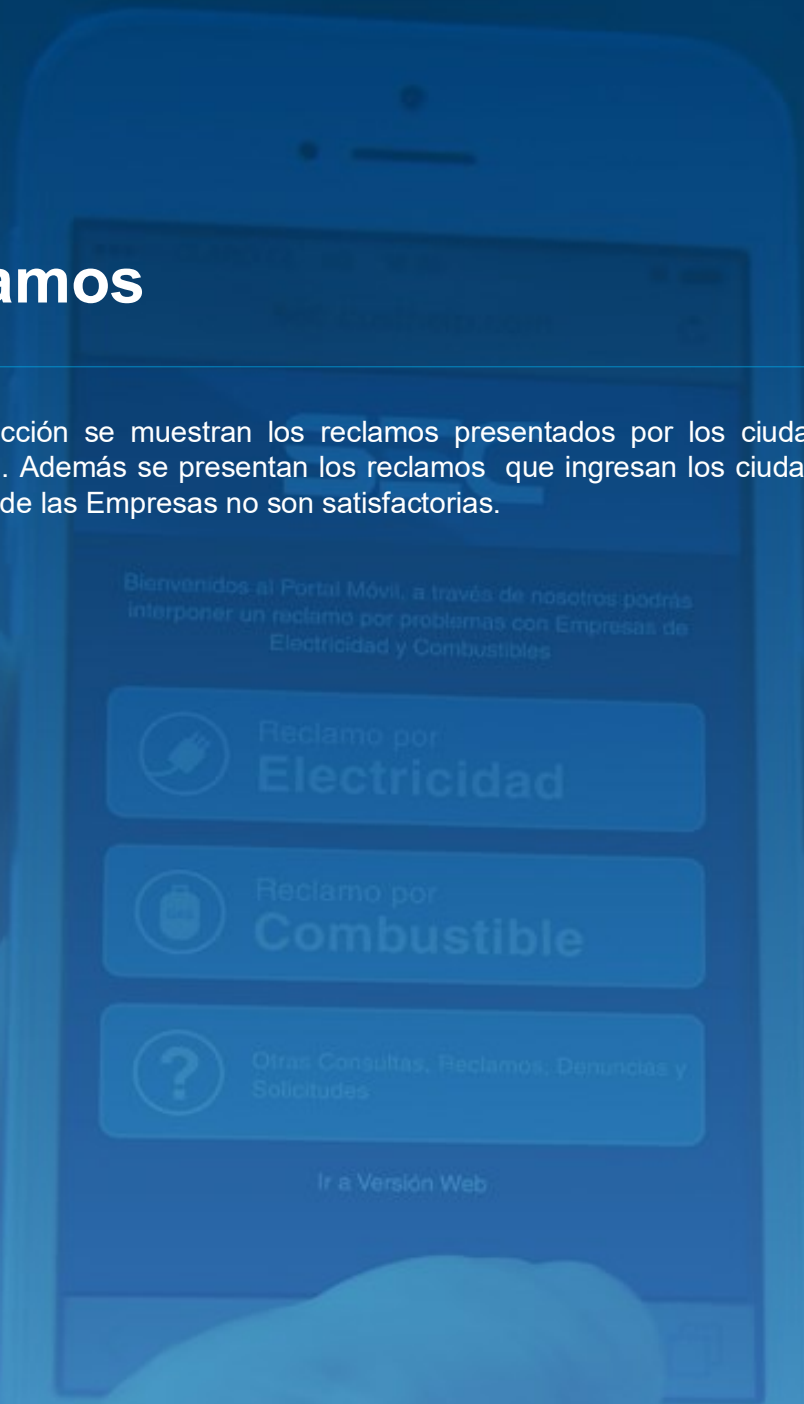 amos
cción se muestran los reclamos presentados por los ciuda
. Además se presentan los reclamos que ingresan los ciuda
de las Empresas no son satisfactorias.
SEC
Bienvenidos al Portal Móvil, a través de nosotros podrás
interponer un reclamo por problemas con Empresas de
Electricidad y Combustibles
Reclamo por
Electricidad
GAS
Reclamo por
Combustible
?
Otras Consultas, Reclamos, Denuncias y
Solicitudes
Ir a Versión Web